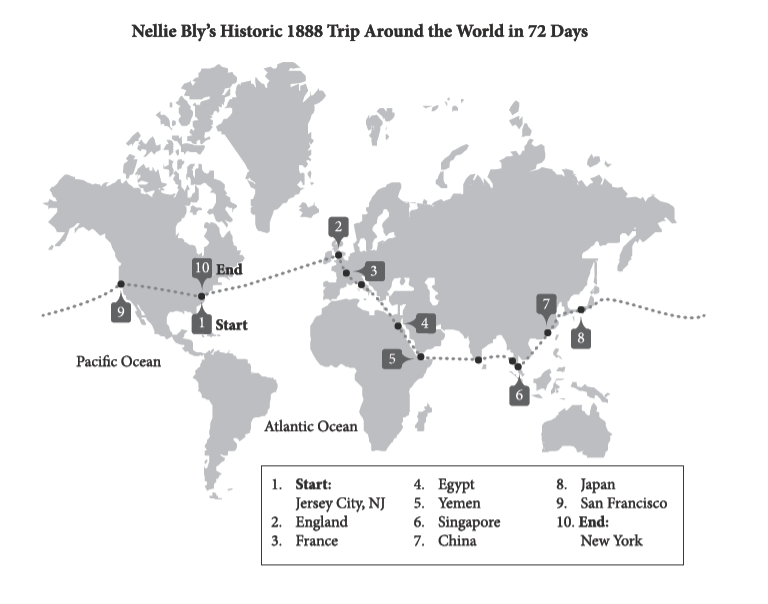 Nellie Bly’s Historic 1888 Trip Around the World in 72 Days
2
10 End
3
7
9
1 Start
4
8
5
Pacific Ocean
6
Atlantic Ocean
1. Start:
Jersey City, NJ
2. England
3. France
4. Egypt
5. Yemen
6. Singapore
7. China
8. Japan
9. San Francisco
10. End:
New York